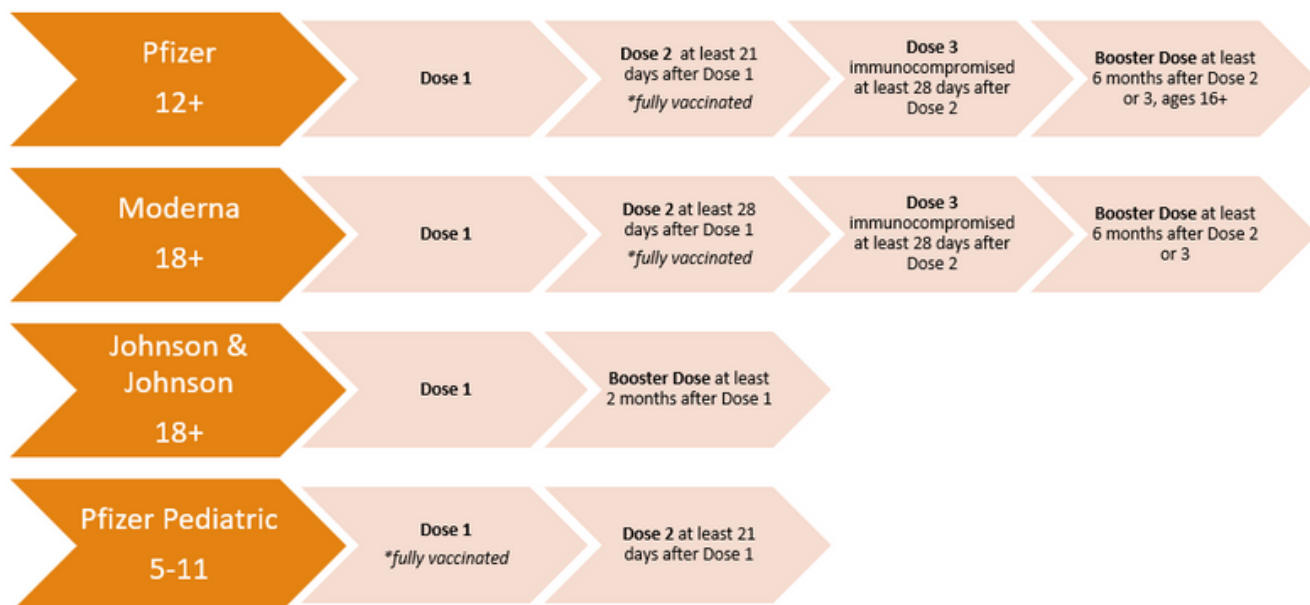 Pfizer
12+
Dose 1
Dose 2 at least 21
days after Dose 1
*fully vaccinated
Dose 3
immunocompromised
at least 28 days after
Dose 2
Booster Dose at least
6 months after Dose 2
or 3, ages 16+
Moderna
18+
Dose 1
Dose 2 at least 28
days after Dose 1
*fully vaccinated
Dose 3
immunocompromised
at least 28 days after
Dose 2
Booster Dose at least
6 months after Dose 2
or 3
Johnson &
Johnson
18+
Dose 1
Booster Dose at least
2 months after Dose 1
Pfizer Pediatric
5-11
Dose 1
*fully vaccinated
Dose 2 at least 21
days after Dose 1